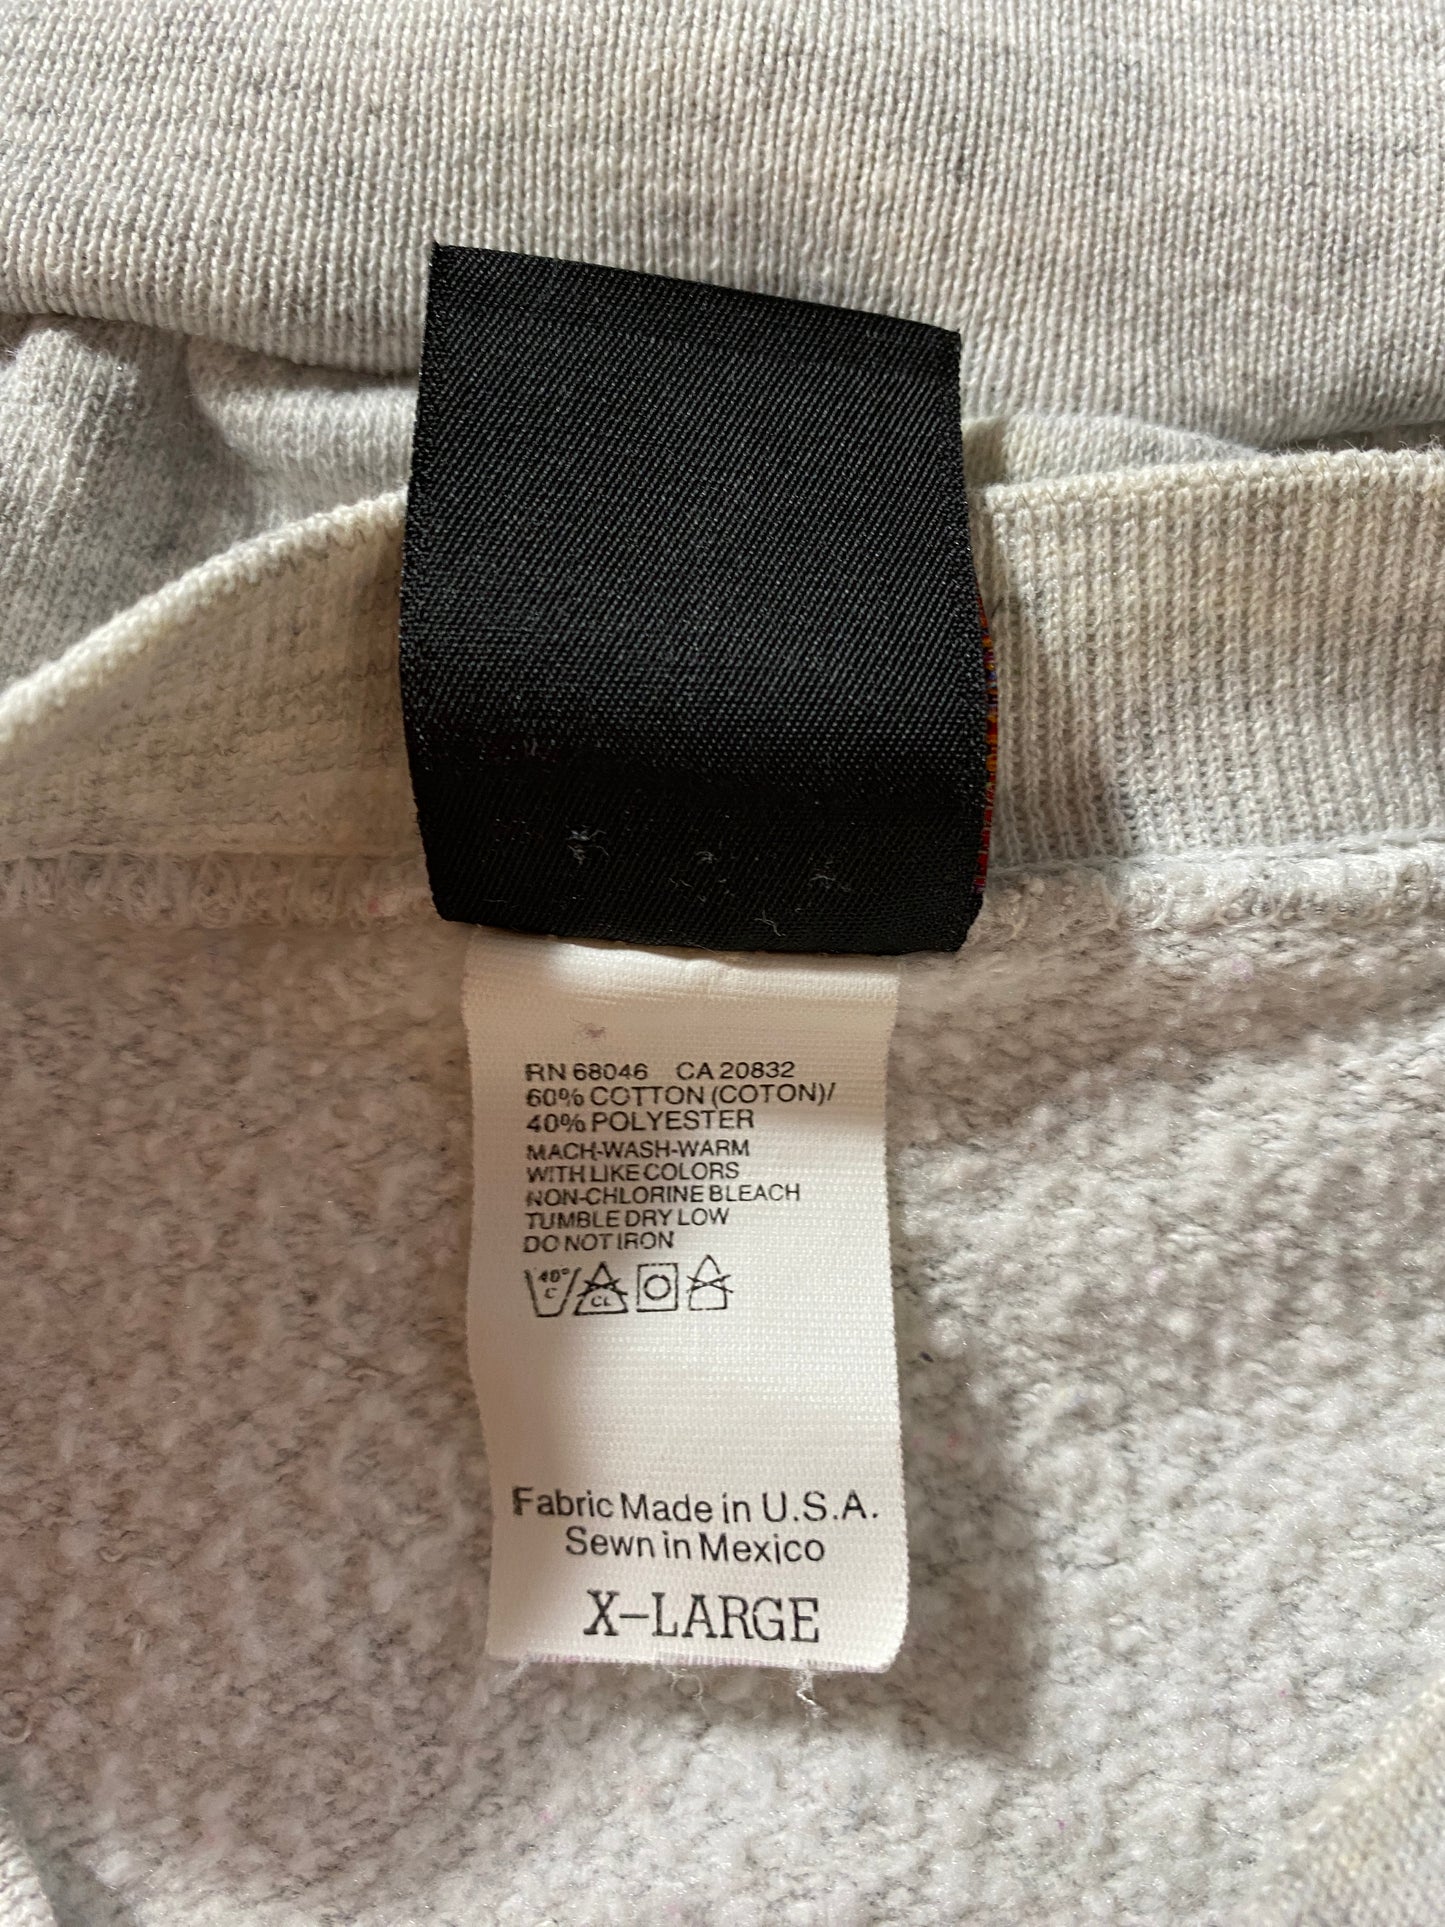 RN 68046 CA 20832
60% COTTON (COTON)/
40% POLYESTER
MACH-WASH-WARM
WITH LIKE COLORS
NON-CHLORINE BLEACH
TUMBLE DRY LOW
DO NOT IRON
40° C CL
Fabric Made in U.S.A.
Sewn in Mexico
X-LARGE